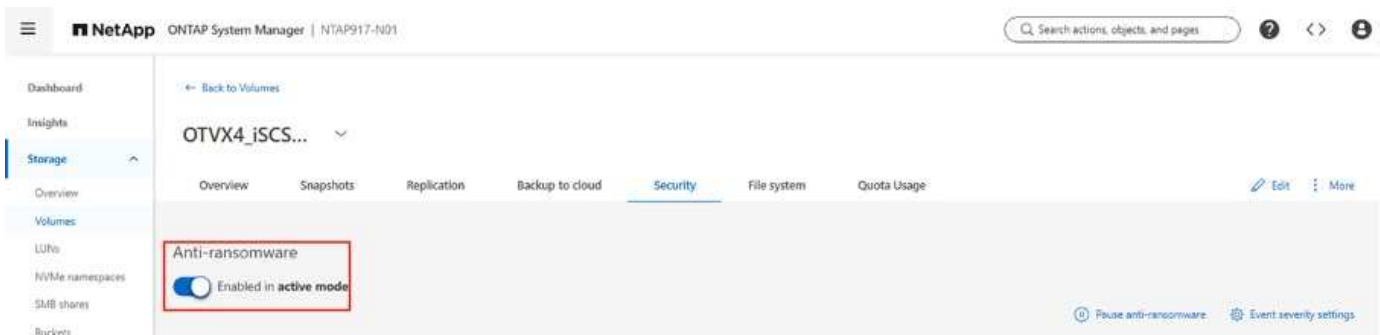 NetApp ONTAP System Manager | NTAP917-N01
Search actions, objects, and pages
Dashboard
Insights
Storage
Overview
Volumes
LUNs
NVMe namespaces
SMB shares
Buckets
← Back to Volumes
OTVX4_iSCS...
Overview Snapshots Replication Backup to cloud Security File system Quota Usage
Edit More
Anti-ransomware
Enabled in active mode
Pause anti-ransomware Event severity settings